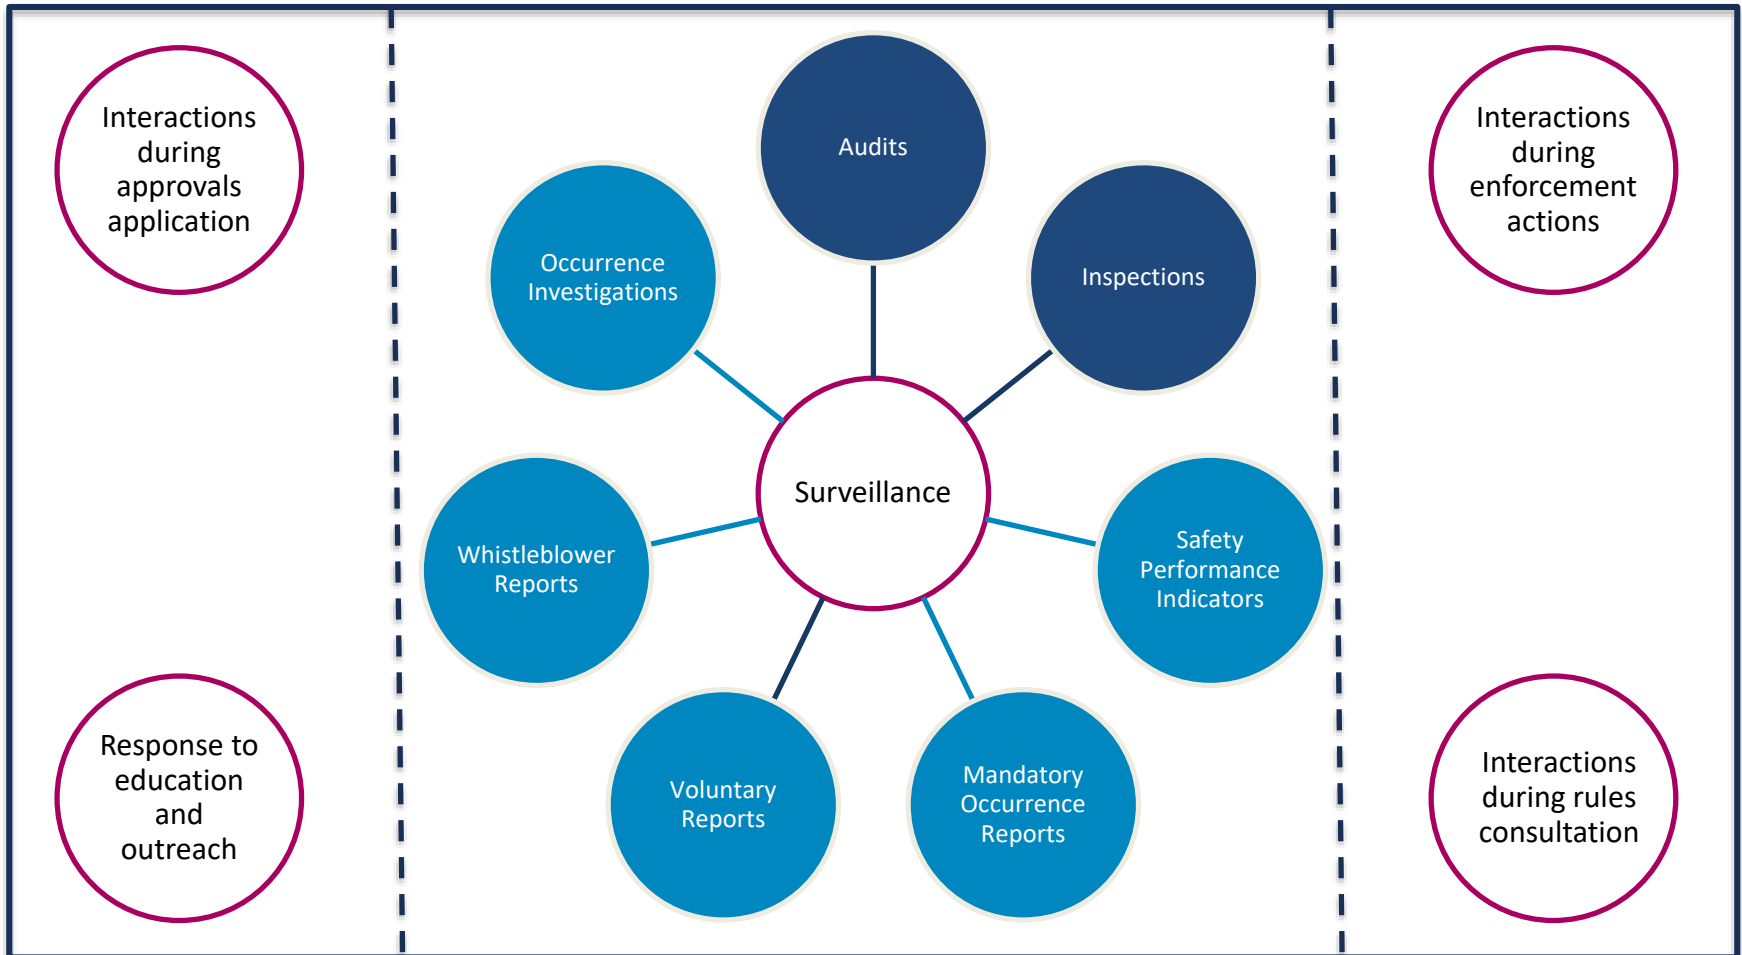 Interactions
during
approvals
application
Response to
education
and
outreach
Audits
Inspections
Safety
Performance
Indicators
Mandatory
Occurrence
Reports
Voluntary
Reports
Whistleblower
Reports
Occurrence
Investigations
Surveillance
Interactions
during
enforcement
actions
Interactions
during rules
consultation